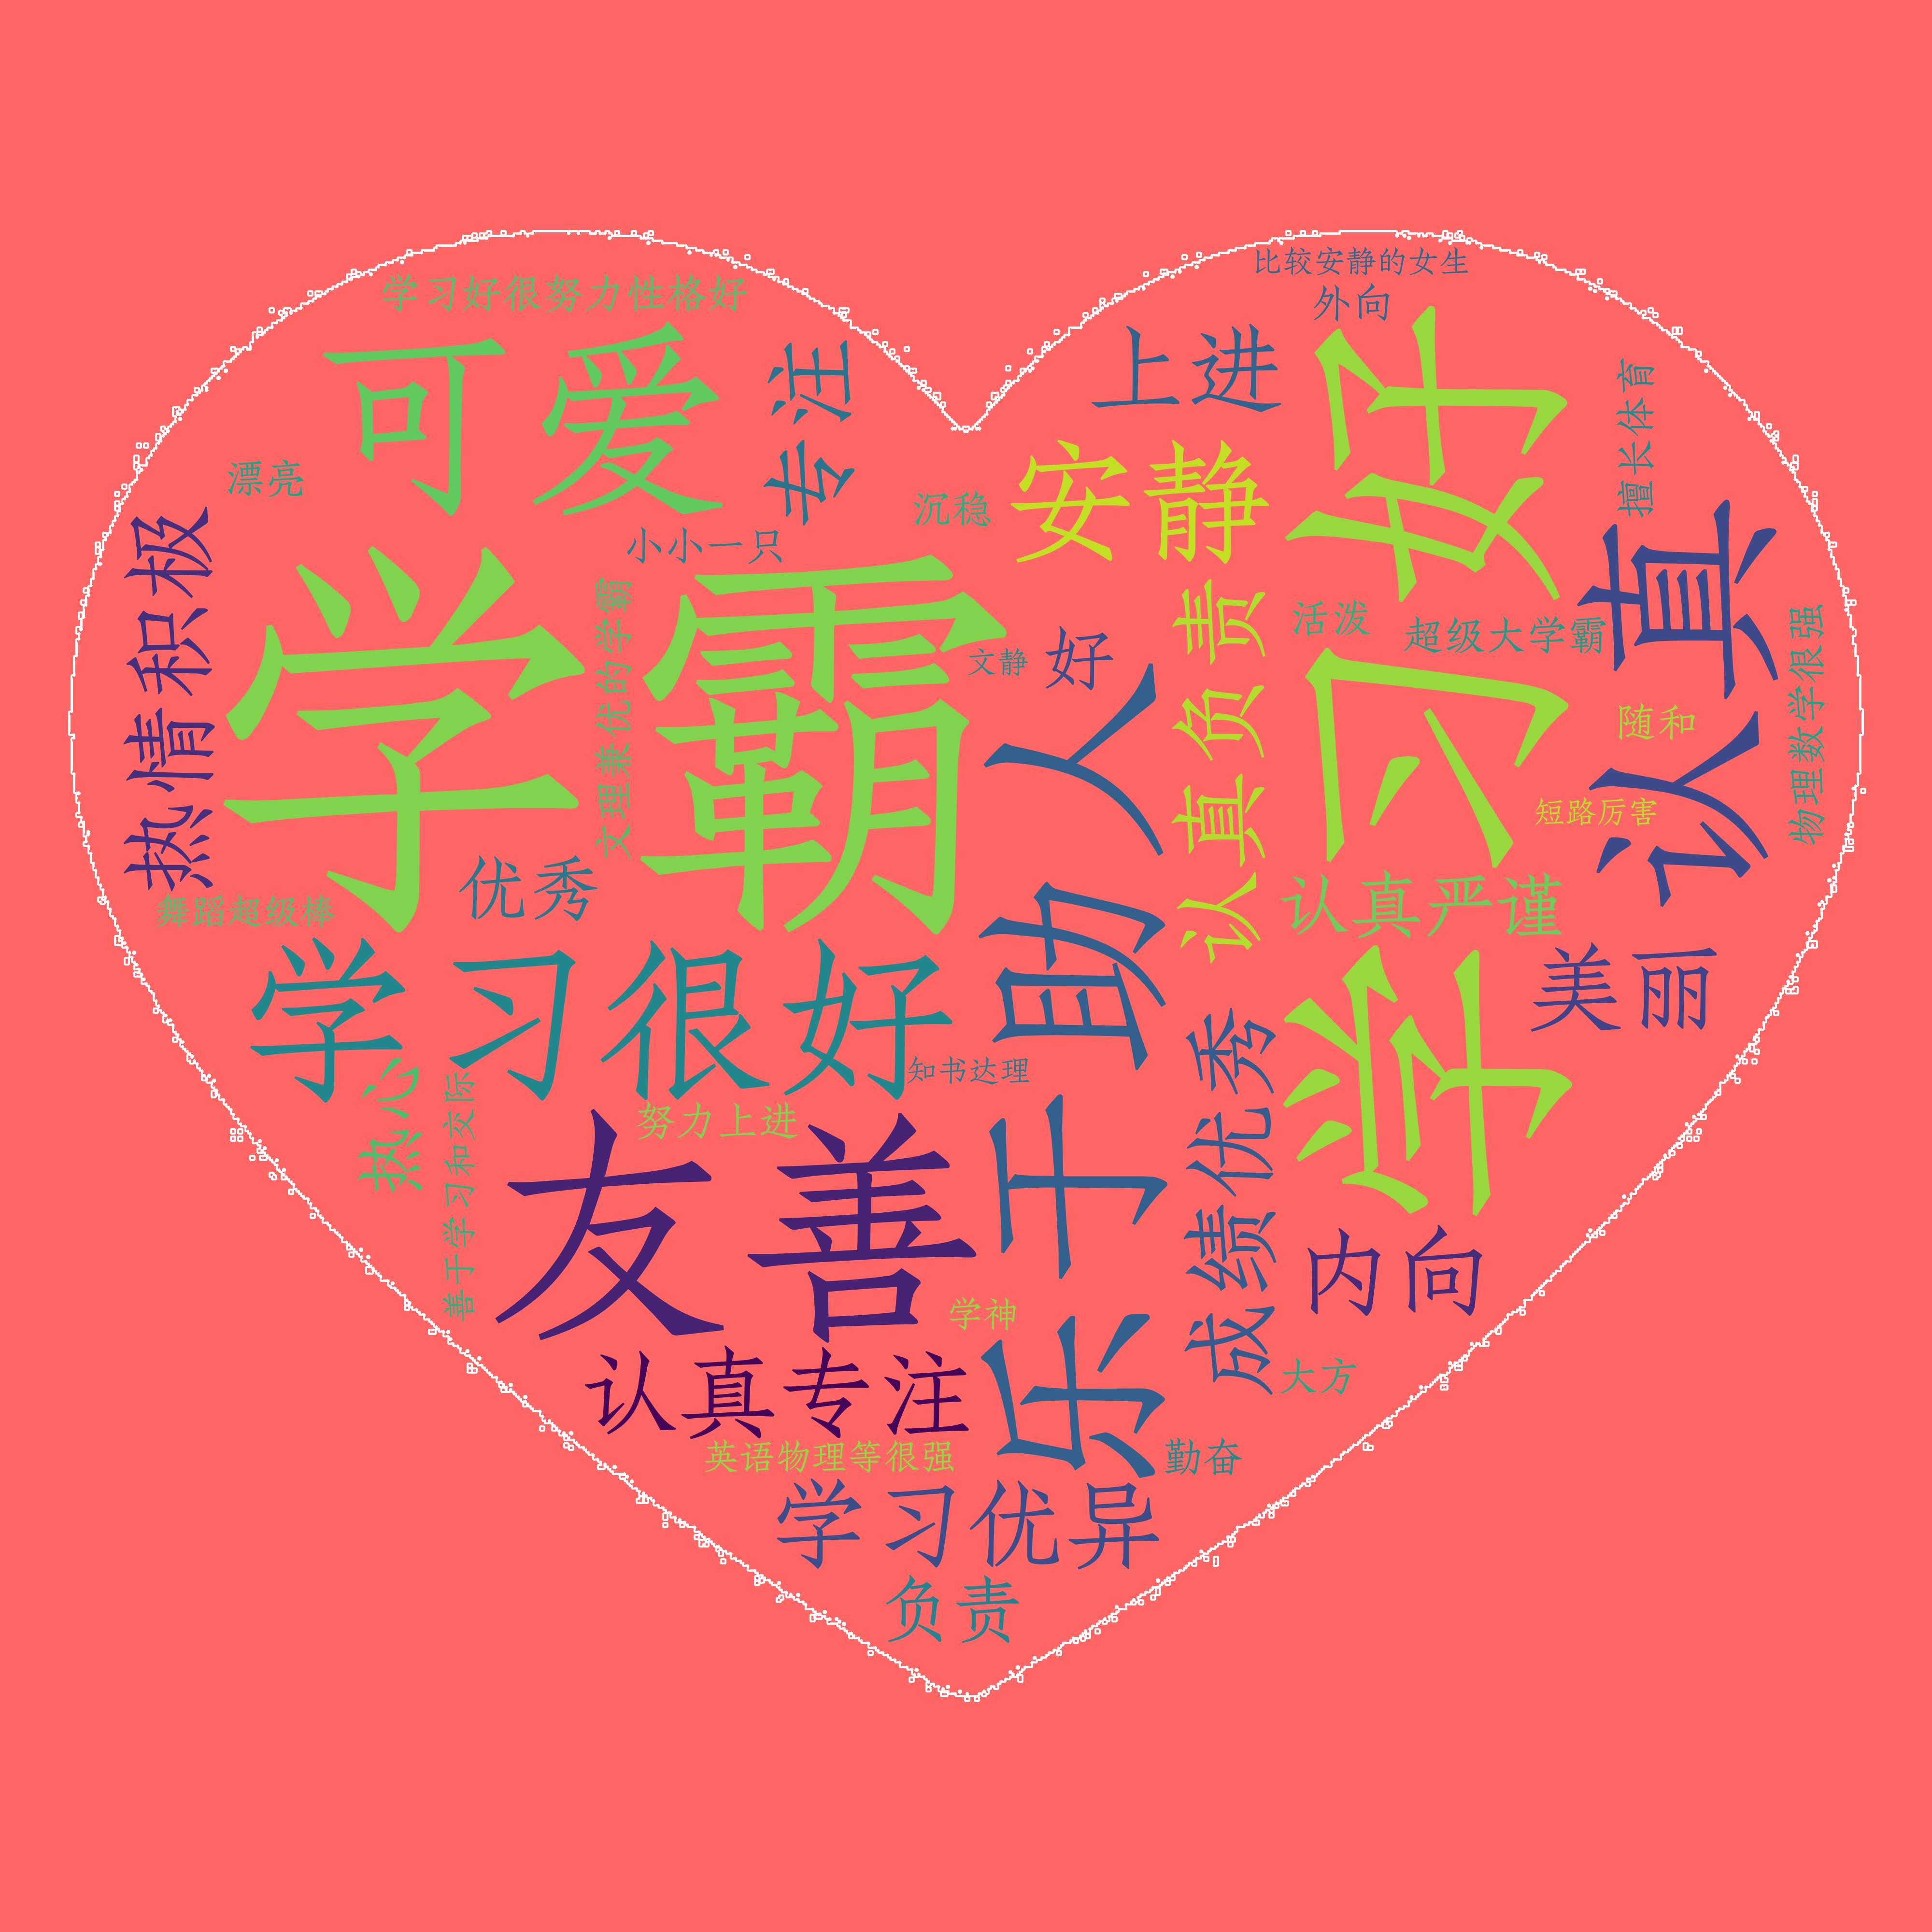 比较安静的女生
学习好很努力性格好
外向
上进
可爱
专注
擅长体育
漂亮
沉稳
安静
小小一只
热情积极
学霸
文理兼优的学霸
文静
好
活泼
超级大学霸
学习努力
认真
认真负责
随和
物理数学很强
短路厉害
优秀
舞蹈超级棒
认真严谨
学习很好
美丽
知书达理
热心
善于学习和交际
努力上进
友善
乐于助人
成绩优秀
内向
学神
认真专注
大方
英语物理等很强
勤奋
学习优异
负责